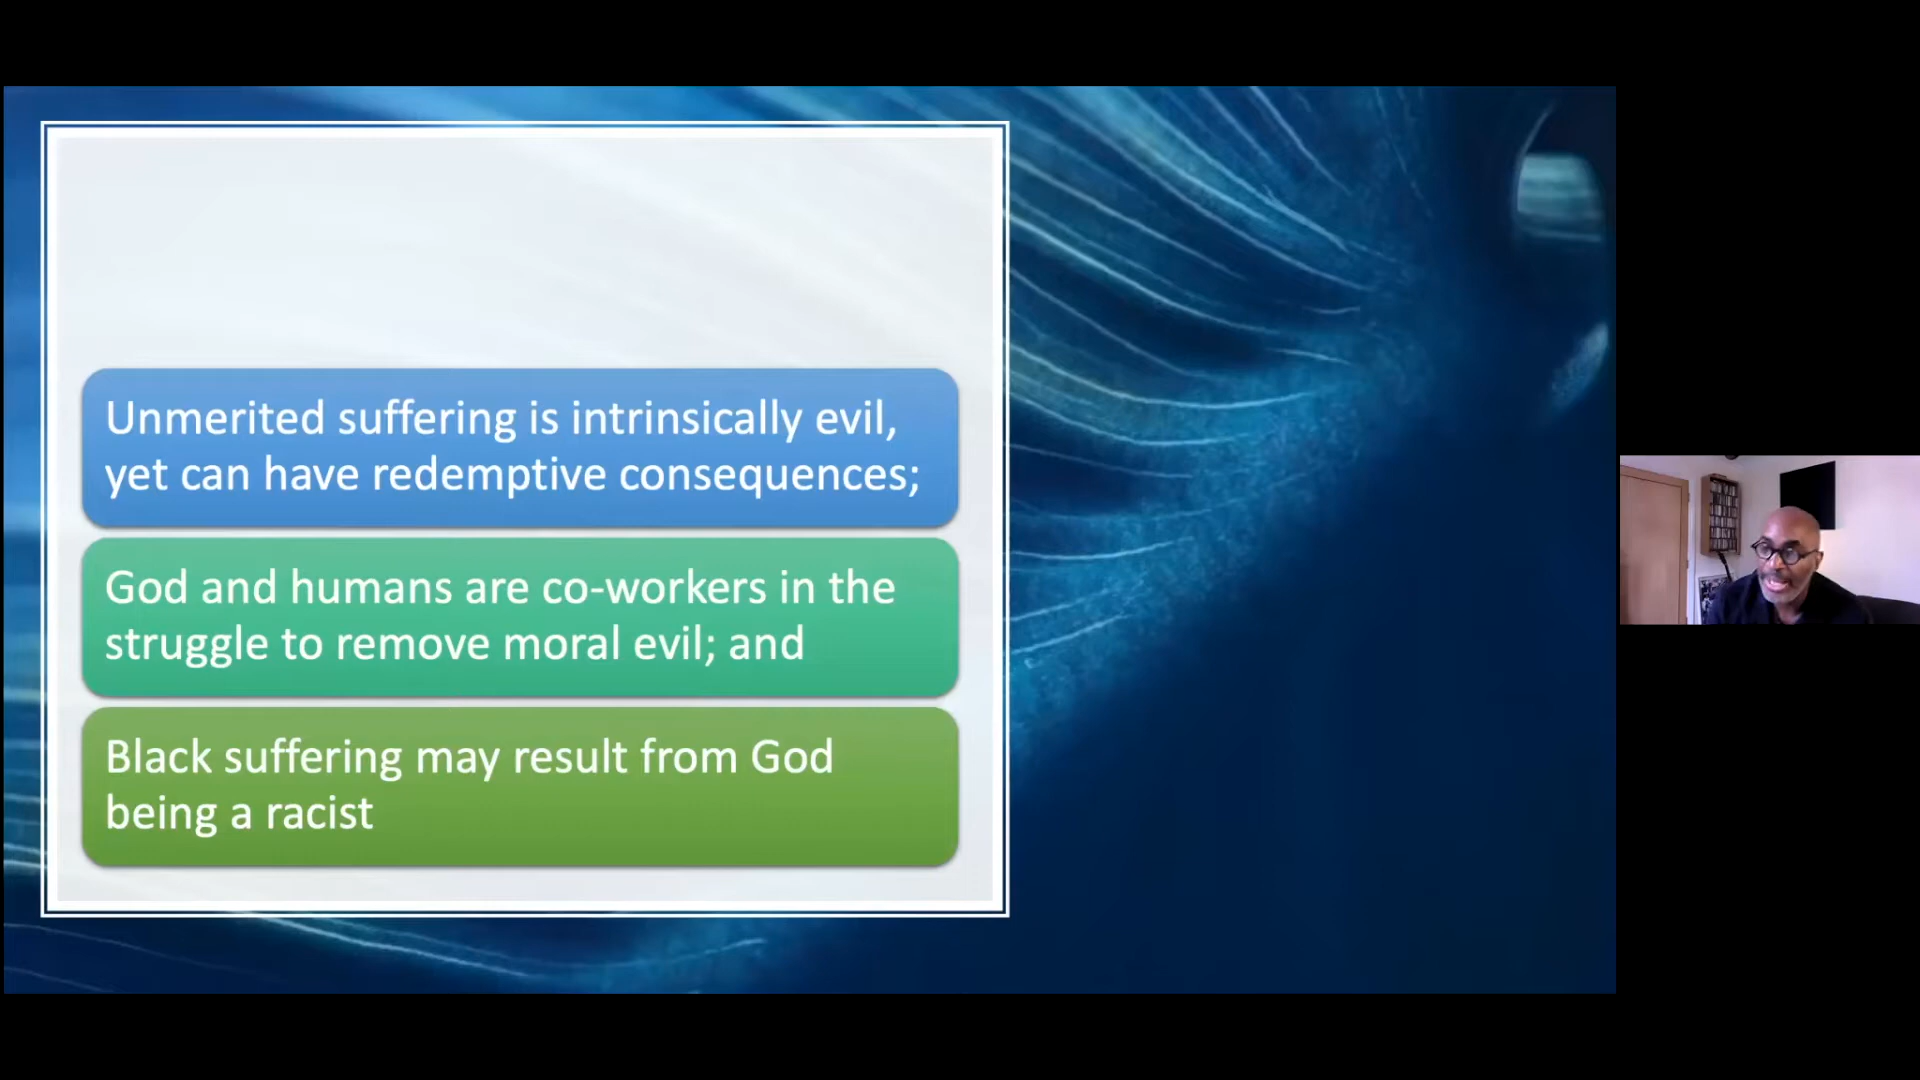 Unmerited suffering is intrinsically evil,
yet can have redemptive consequences;
God and humans are co-workers in the
struggle to remove moral evil; and
Black suffering may result from God
being a racist